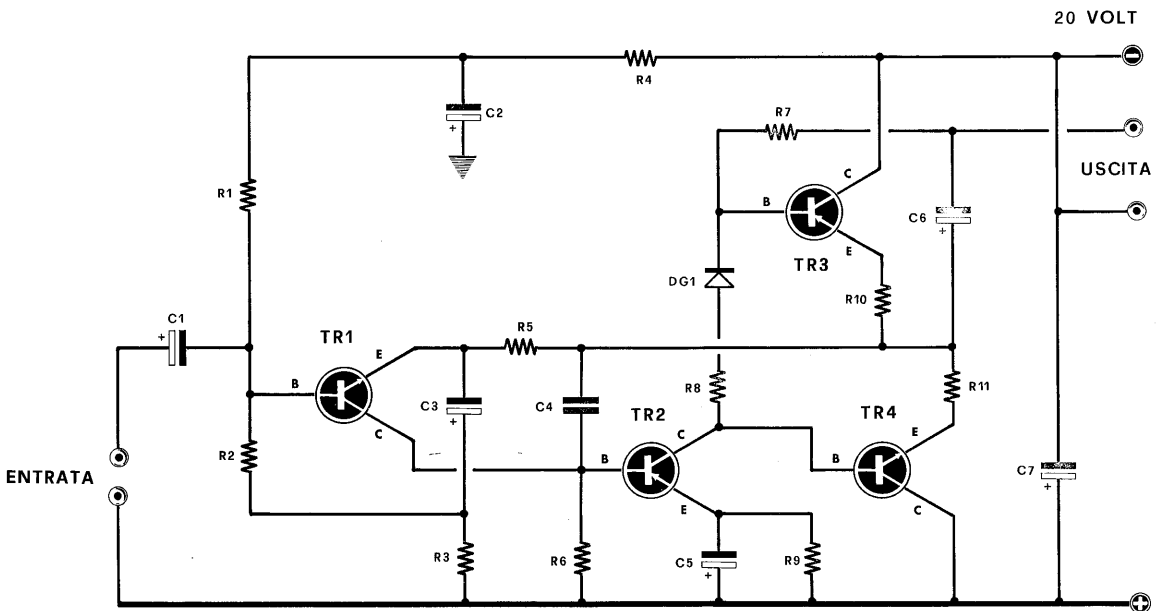 20 VOLT
R4
C2
+
R7
R1
C
USCITA
B
C6
+
TR3
E
DG1
R10
C1
+
TR1
R5
E
B
R8
R11
C3
+
C4
TR2
TR4
C
E
C
R2
B
B
ENTRATA
C7
+
E
C
R3
R6
C5
+
R9